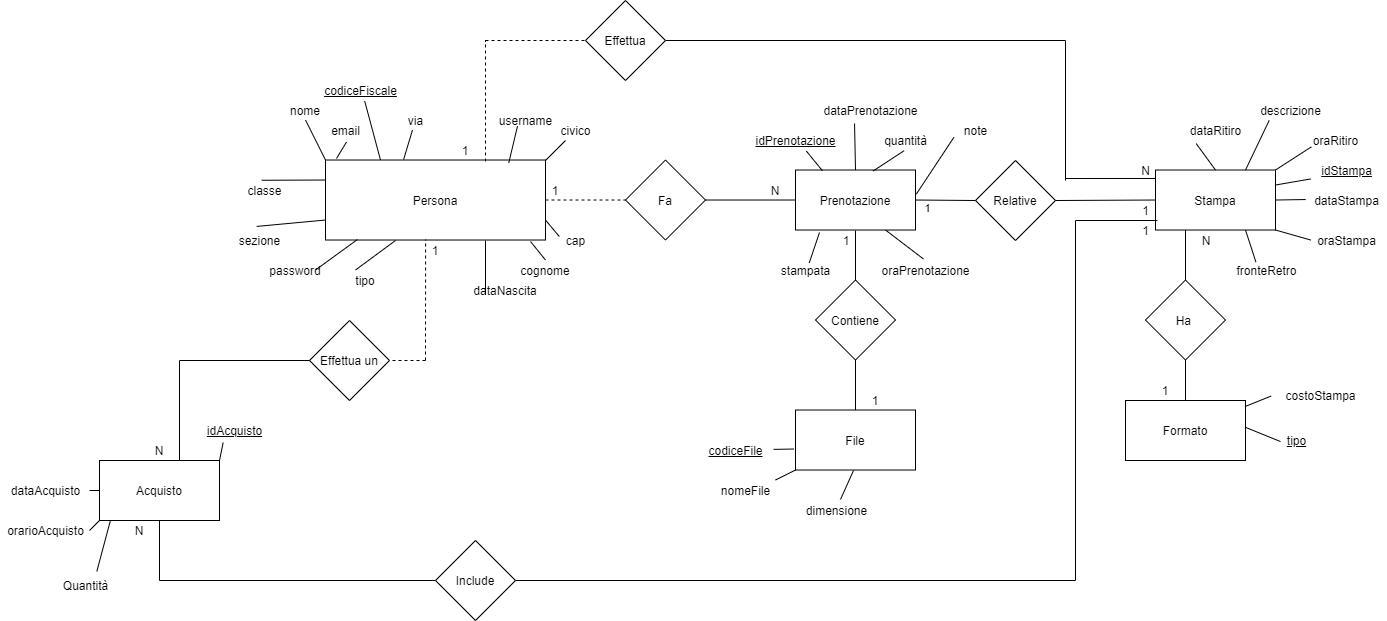 Effettua
codiceFiscale
nome
email
via
username
civico
1
dataPrenotazione
idPrenotazione
quantità
note
descrizione
dataRitiro
oraRitiro
idStampa
dataStampa
oraStampa
fronteRetro
classe
sezione
password
tipo
dataNascita
cognome
cap
Persona
1
1
Fa
N
Prenotazione
1
Relative
N
1
1
Stampa
N
stampata
1
oraPrenotazione
Effettua un
Contiene
Ha
1
1
costoStampa
Formato
tipo
N
idAcquisto
File
codiceFile
nomeFile
dimensione
dataAcquisto
Acquisto
orarioAcquisto
N
Quantità
Include